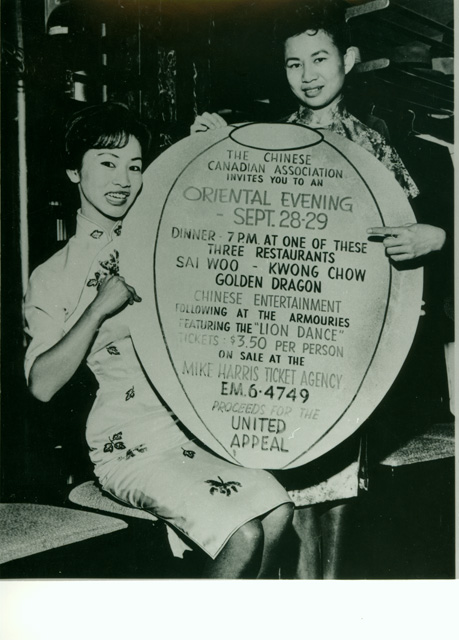 THE CHINESE
CANADIAN ASSOCIATION
INVITES YOU TO AN
ORIENTAL EVENING
- SEPT. 28-29
DINNER - 7 P.M. AT ONE OF THESE
THREE RESTAURANTS
SAI WOO - KWONG CHOW
GOLDEN DRAGON
CHINESE ENTERTAINMENT
FOLLOWING AT THE ARMOURIES
FEATURING THE "LION DANCE"
TICKETS : $3.50 PER PERSON
ON SALE AT THE
MIKE HARRIS TICKET AGENCY
EM. 6-4749
PROCEEDS FOR THE
UNITED
APPEAL